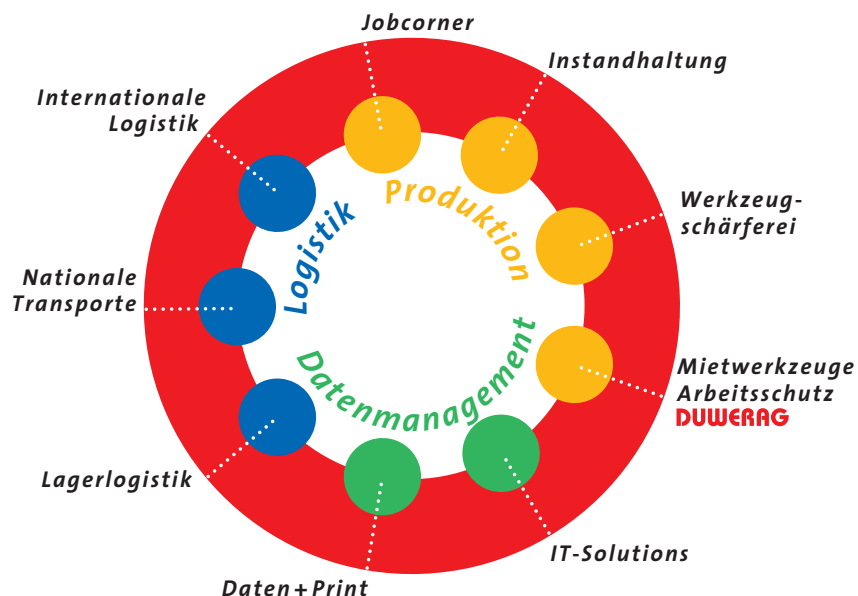 Jobcorner
Instandhaltung
Internationale
Logistik
Werkzeug-
schärferei
Produktion
Logistik
Nationale
Transporte
Datenmanagement
Mietwerkzeuge
Arbeitsschutz
DUWERAG
Lagerlogistik
IT-Solutions
Daten+Print